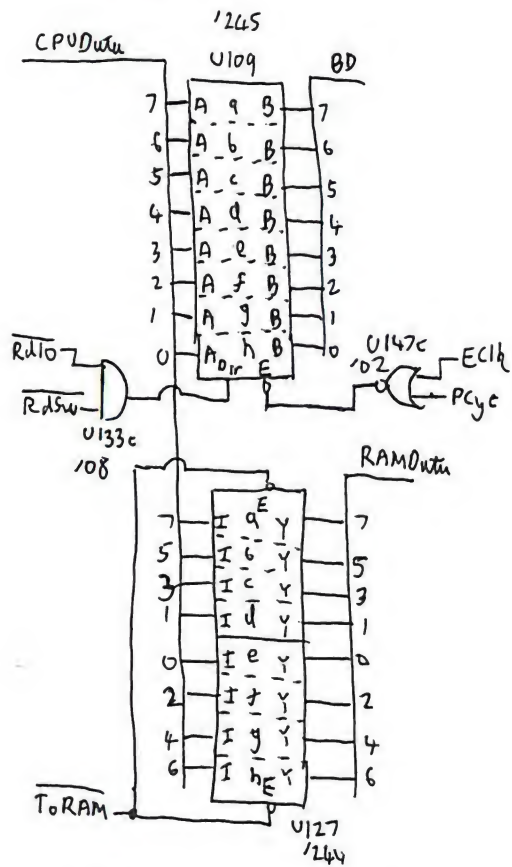 '245
CPUData
U109
BD
7 A a B 7
6 A b B 6
5 A c B 5
4 A d B 4
3 A e B 3
2 A f B 2
1 A g B 1
0 A h B 0
Dir E
RdIO
RdSw
U133c
'08
U147c
'02
EClk
PCyc
RAMData
E
7 I a Y 7
5 I b Y 5
3 I c Y 3
1 I d Y 1
0 I e Y 0
2 I f Y 2
4 I g Y 4
6 I h Y 6
E
ToRAM
U127
'244